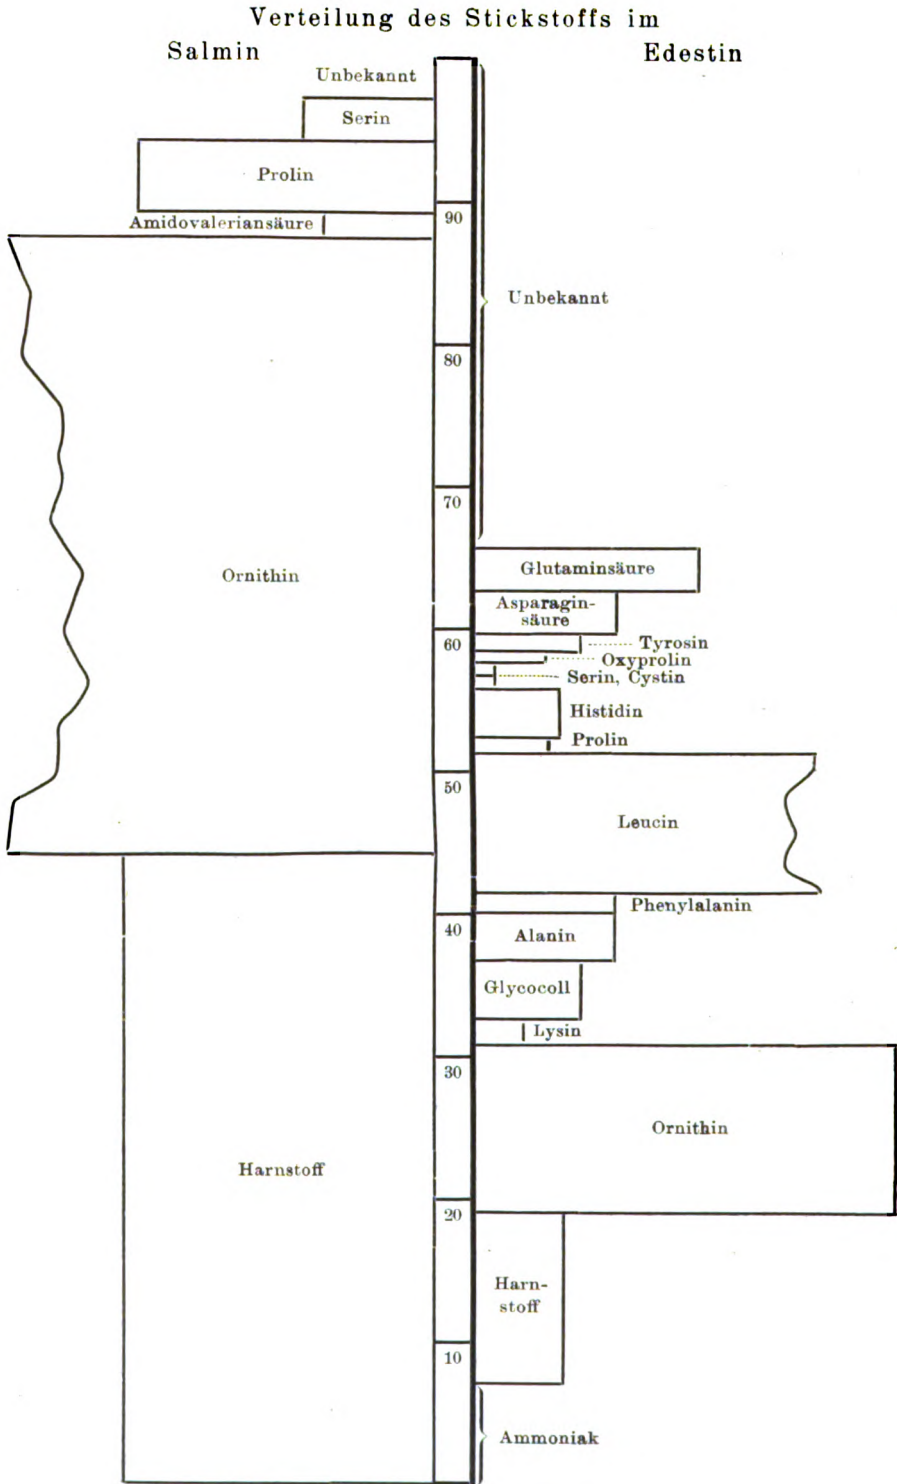 Verteilung des Stickstoffs im
Salmin
Edestin
Unbekannt
Serin
Prolin
90
Amidovaleriansäure
Unbekannt
80
70
Glutaminsäure
Ornithin
Asparagin-
säure
60
Tyrosin
Oxyprolin
Serin, Cystin
Histidin
Prolin
50
Leucin
Phenylalanin
40
Alanin
Glycocoll
Lysin
30
Ornithin
Harnstoff
20
Harn-
stoff
10
Ammoniak